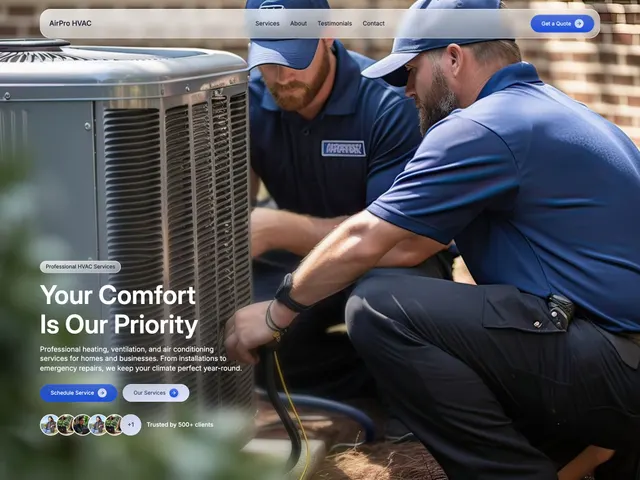 AirPro HVAC
Services
About
Testimonials
Contact
Get a Quote
Professional HVAC Services
Your Comfort
Is Our Priority
Professional heating, ventilation, and air conditioning
services for homes and businesses. From installations to
emergency repairs, we keep your climate perfect year-round.
Schedule Service
Our Services
+1
Trusted by 500+ clients